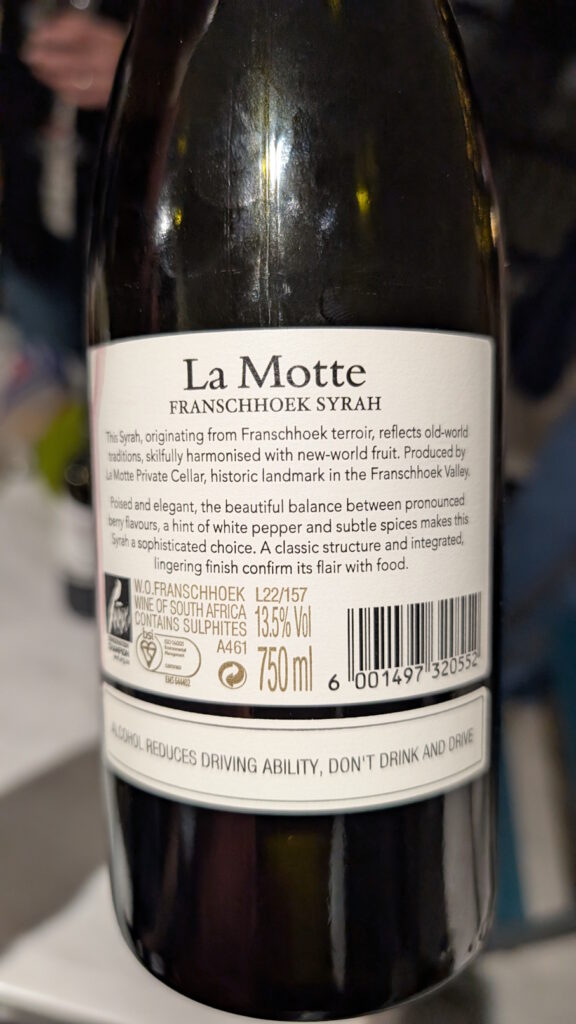 La Motte
FRANSCHHOEK SYRAH
This Syrah, originating from Franschhoek terroir, reflects old-world
traditions, skilfully harmonised with new-world fruit. Produced by
La Motte Private Cellar, historic landmark in the Franschhoek Valley.
Poised and elegant, the beautiful balance between pronounced
berry flavours, a hint of white pepper and subtle spices makes this
Syrah a sophisticated choice. A classic structure and integrated,
lingering finish confirm its flair with food.
W.O.FRANSCHHOEK L22/157
WINE OF SOUTH AFRICA
CONTAINS SULPHITES 13.5% Vol
A461
bsi
Environmental
Management
750 ml
6 001497 320552
ALCOHOL REDUCES DRIVING ABILITY, DON'T DRINK AND DRIVE